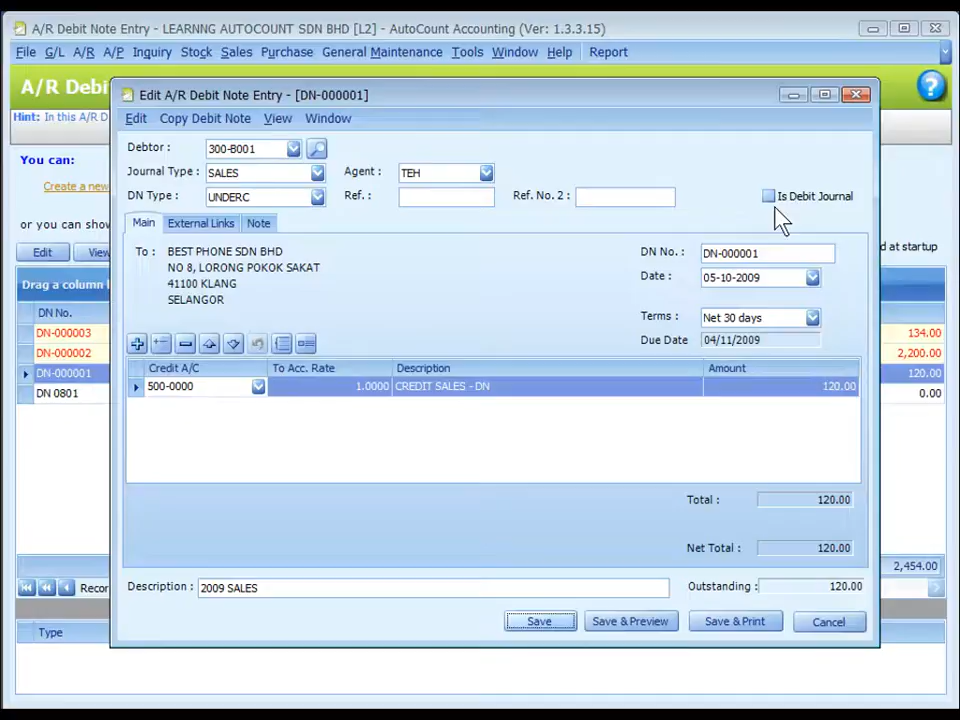 A/R Debit Note Entry - LEARNNG AUTOCOUNT SDN BHD [L2] - AutoCount Accounting (Ver: 1.3.3.15)
File G/L A/R A/P Inquiry Stock Sales Purchase General Maintenance Tools Window Help Report
A/R Debi
Edit A/R Debit Note Entry - [DN-000001]
?
Hint: In this A/R D
Edit Copy Debit Note View Window
You can:
Create a new
or you can show
d at startup
Edit View
Drag a column
DN No.
DN-000003 134.00
DN-000002 2,200.00
DN-000001 120.00
DN 0801 0.00
2,454.00
Recor
Type
Debtor : 300-B001
Journal Type : SALES Agent : TEH
DN Type : UNDERC Ref. : Ref. No. 2 : Is Debit Journal
Main External Links Note
To : BEST PHONE SDN BHD
NO 8, LORONG POKOK SAKAT
41100 KLANG
SELANGOR
DN No. : DN-000001
Date : 05-10-2009
Terms : Net 30 days
Due Date 04/11/2009
Credit A/C To Acc. Rate Description Amount
500-0000 1.0000 CREDIT SALES - DN 120.00
Total : 120.00
Net Total : 120.00
Description : 2009 SALES Outstanding : 120.00
Save Save & Preview Save & Print Cancel